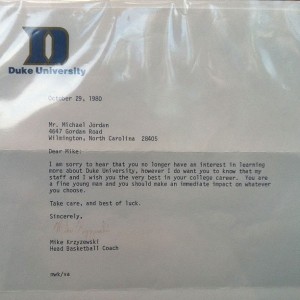 D
Duke University
October 29, 1980
Mr. Michael Jordan
4647 Gordon Road
Wilmington, North Carolina 28405
Dear Mike:
I am sorry to hear that you no longer have an interest in learning
more about Duke University, however I do want you to know that my
staff and I wish you the very best in your college career. You are
a fine young man and you should make an immediate impact on whatever
you choose.
Take care, and best of luck.
Sincerely,
Mike Krzyzewski
Head Basketball Coach